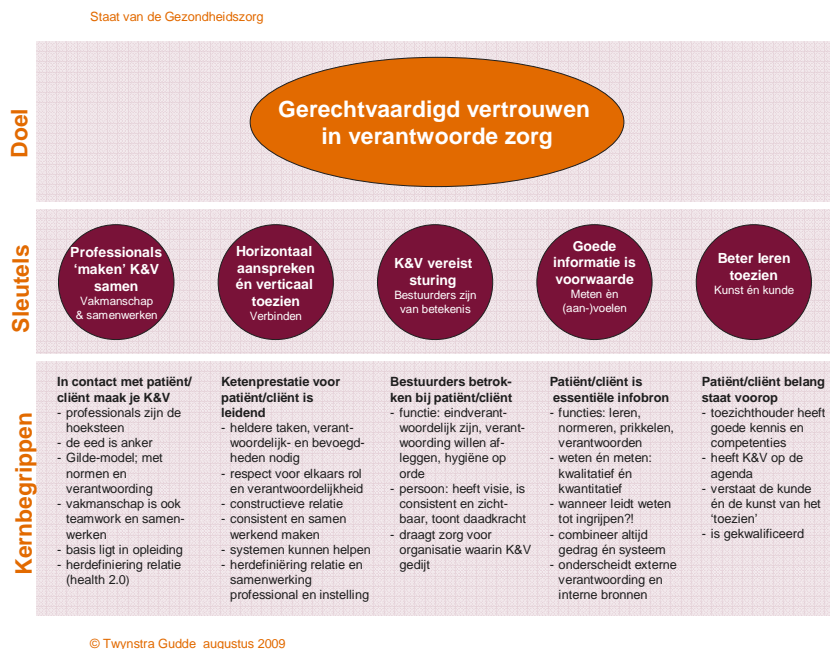 Staat van de Gezondheidszorg
Doel
Gerechtvaardigd vertrouwen
in verantwoorde zorg
Sleutels
Professionals
‘maken’ K&V
samen
Vakmanschap
& samenwerken
Horizontaal
aanspreken
én verticaal
toezien
Verbinden
K&V vereist
sturing
Bestuurders zijn
van betekenis
Goede
informatie is
voorwaarde
Meten èn
(aan-)voelen
Beter leren
toezien
Kunst én kunde
Kernbegrippen
In contact met patiënt/
cliënt maak je K&V
- professionals zijn de
hoeksteen
- de eed is anker
- Gilde-model; met
normen en
verantwoording
- vakmanschap is ook
teamwork en samen-
werken
- basis ligt in opleiding
- herdefiniering relatie
(health 2.0)
Ketenprestatie voor
patiënt/cliënt is
leidend
- heldere taken, verant-
woordelijk- en bevoegd-
heden nodig
- respect voor elkaars rol
en verantwoordelijkheid
- constructieve relatie
- consistent en samen
werkend maken
- systemen kunnen helpen
- herdefiniëring relatie en
samenwerking
professional en instelling
Bestuurders betrok-
ken bij patiënt/cliënt
- functie: eindverant-
woordelijk zijn, verant-
woording willen af-
leggen, hygiëne op
orde
- persoon: heeft visie, is
consistent en zicht-
baar, toont daadkracht
- draagt zorg voor
organisatie waarin K&V
gedijt
Patiënt/cliënt is
essentiële infobron
- functies: leren,
normeren, prikkelen,
verantwoorden
- weten én meten:
kwalitatief én
kwantitatief
- wanneer leidt weten
tot ingrijpen?!
- combineer altijd
gedrag én systeem
- onderscheidt externe
verantwoording en
interne bronnen
Patiënt/cliënt belang
staat voorop
- toezichthouder heeft
goede kennis en
competenties
- heeft K&V op de
agenda
- verstaat de kunde
én de kunst van het
‘toezien’
- is gekwalificeerd
© Twynstra Gudde augustus 2009